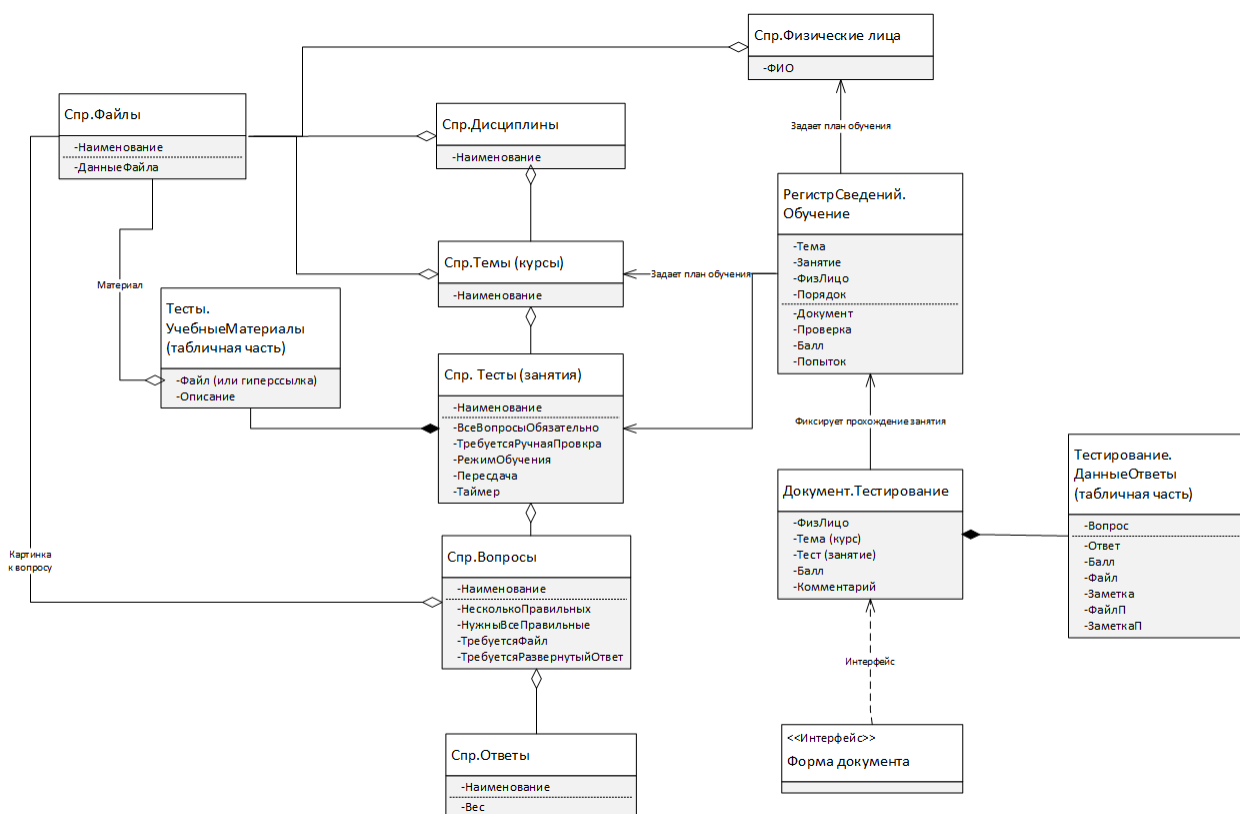 Спр.Физические лица
-ФИО
Спр.Файлы
-Наименование
-ДанныеФайла
Спр.Дисциплины
-Наименование
Задает план обучения
РегистрСведений.
Обучение
-Тема
-Занятие
-ФизЛицо
-Порядок
-Документ
-Проверка
-Балл
-Попыток
Спр.Темы (курсы)
-Наименование
Задает план обучения
Материал
Тесты.
УчебныеМатериалы
(табличная часть)
-Файл (или гиперссылка)
-Описание
Спр. Тесты (занятия)
-Наименование
-ВсеВопросыОбязательно
-ТребуетсяРучнаяПровкра
-РежимОбучения
-Пересдача
-Таймер
Фиксирует прохождение занятия
Документ.Тестирование
-ФизЛицо
-Тема (курс)
-Тест (занятие)
-Балл
-Комментарий
Тестирование.
ДанныеОтветы
(табличная часть)
-Вопрос
-Ответ
-Балл
-Файл
-Заметка
-ФайлП
-ЗаметкаП
Картинка
к вопросу
Спр.Вопросы
-Наименование
-НесколькоПравильных
-НужныВсеПравильные
-ТребуетсяФайл
-ТребуетсяРазвернутыйОтвет
Интерфейс
<<Интерфейс>>
Форма документа
Спр.Ответы
-Наименование
-Вес